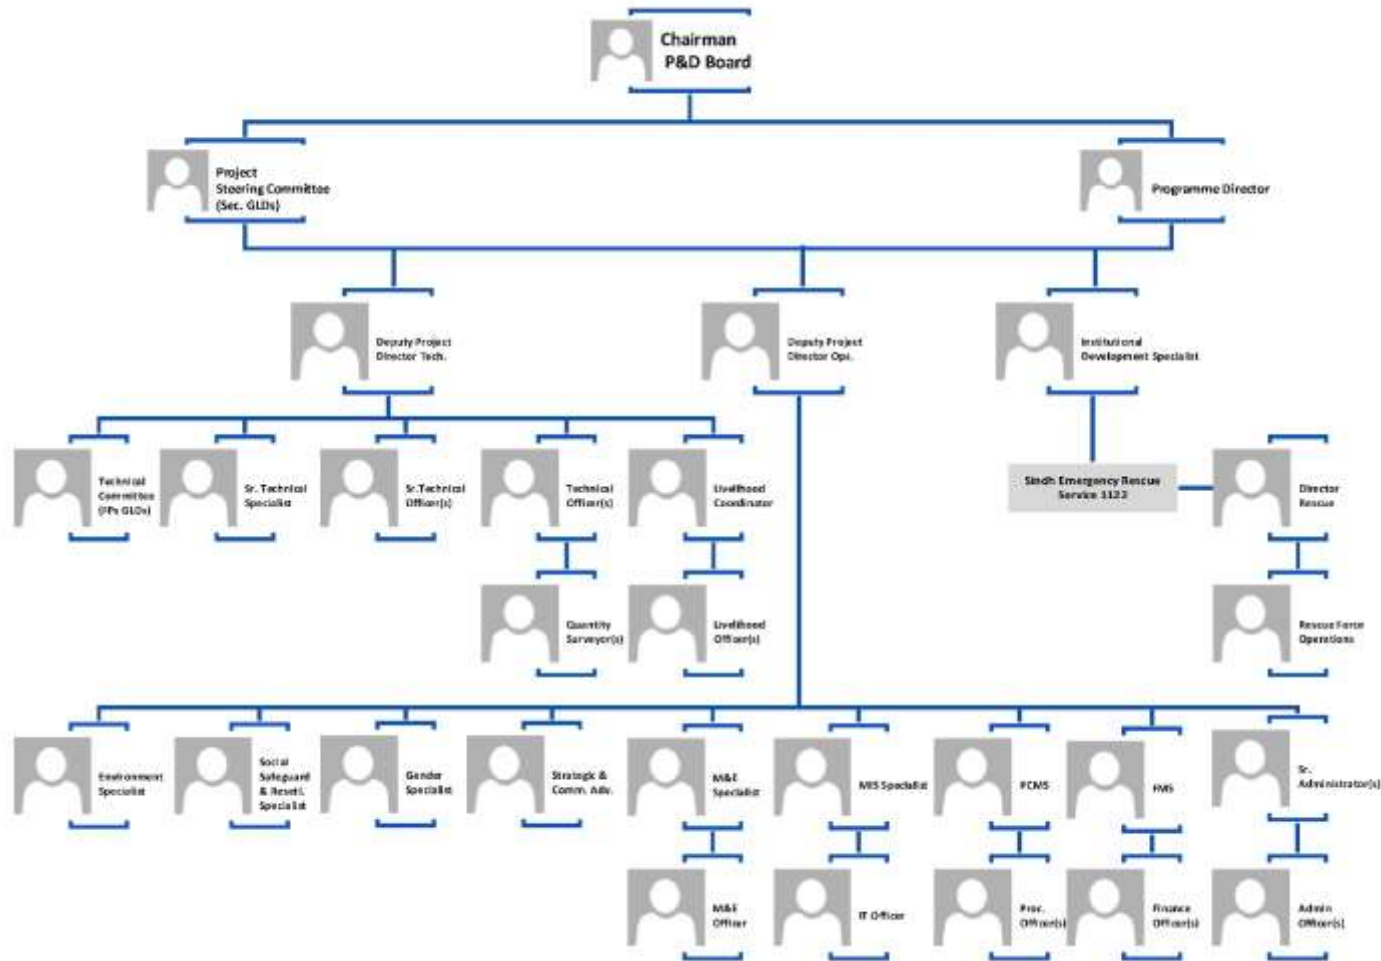 Chairman
P&D Board
Project
Steering Committee
(Sec. GLDs)
Programme Director
Deputy Project
Director Tech.
Deputy Project
Director Ops.
Institutional
Development Specialist
Technical
Committee
(FPs GLDs)
Sr. Technical
Specialist
Sr.Technical
Officer(s)
Technical
Officer(s)
Livelihood
Coordinator
Sindh Emergency Rescue
Service 1122
Director
Rescue
Quantity
Surveyor(s)
Livelihood
Officer(s)
Rescue Force
Operations
Environment
Specialist
Social
Safeguard
& Resetl.
Specialist
Gender
Specialist
Strategic &
Comm. Adv.
M&E
Specialist
MIS Specialist
PCMS
FMS
Sr.
Administrator(s)
M&E
Officer
IT Officer
Proc.
Officer(s)
Finance
Officer(s)
Admin
Officer(s)